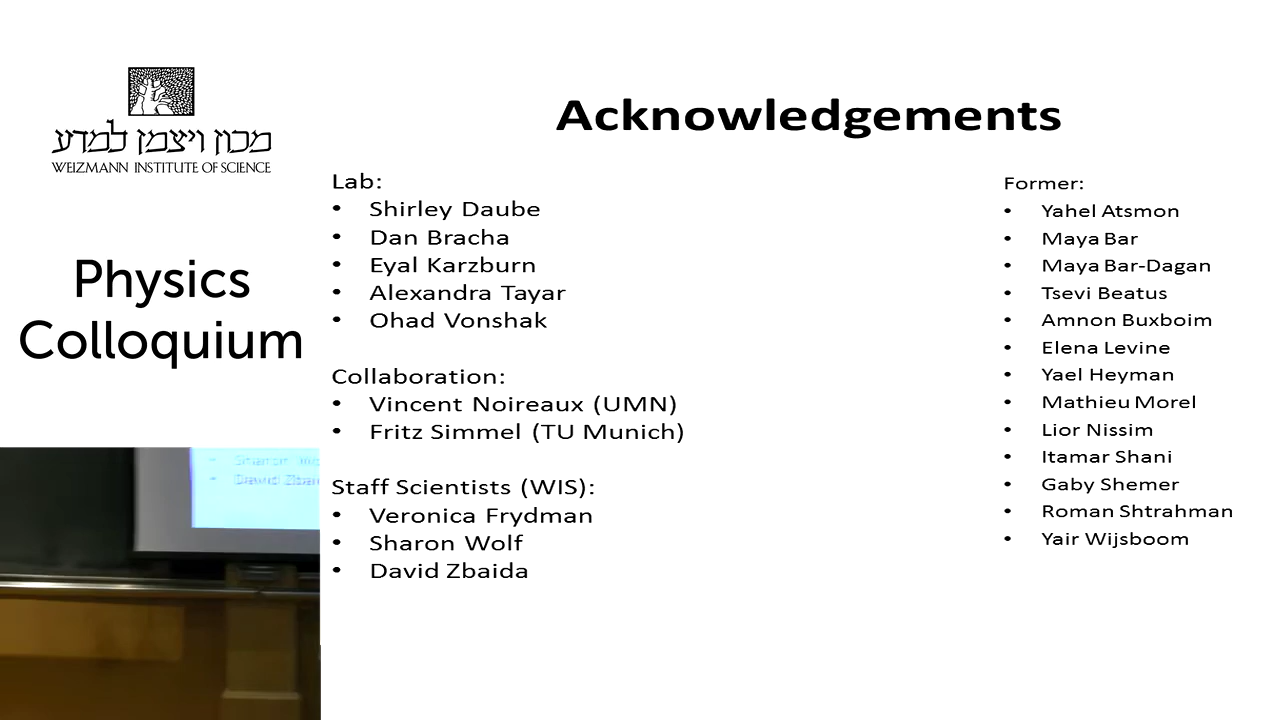 מכון ויצמן למדע
WEIZMANN INSTITUTE OF SCIENCE
Physics
Colloquium
Acknowledgements
Lab:
• Shirley Daube
• Dan Bracha
• Eyal Karzburn
• Alexandra Tayar
• Ohad Vonshak
Collaboration:
• Vincent Noireaux (UMN)
• Fritz Simmel (TU Munich)
Staff Scientists (WIS):
• Veronica Frydman
• Sharon Wolf
• David Zbaida
Former:
• Yahel Atsmon
• Maya Bar
• Maya Bar-Dagan
• Tsevi Beatus
• Amnon Buxboim
• Elena Levine
• Yael Heyman
• Mathieu Morel
• Lior Nissim
• Itamar Shani
• Gaby Shemer
• Roman Shtrahman
• Yair Wijsboom